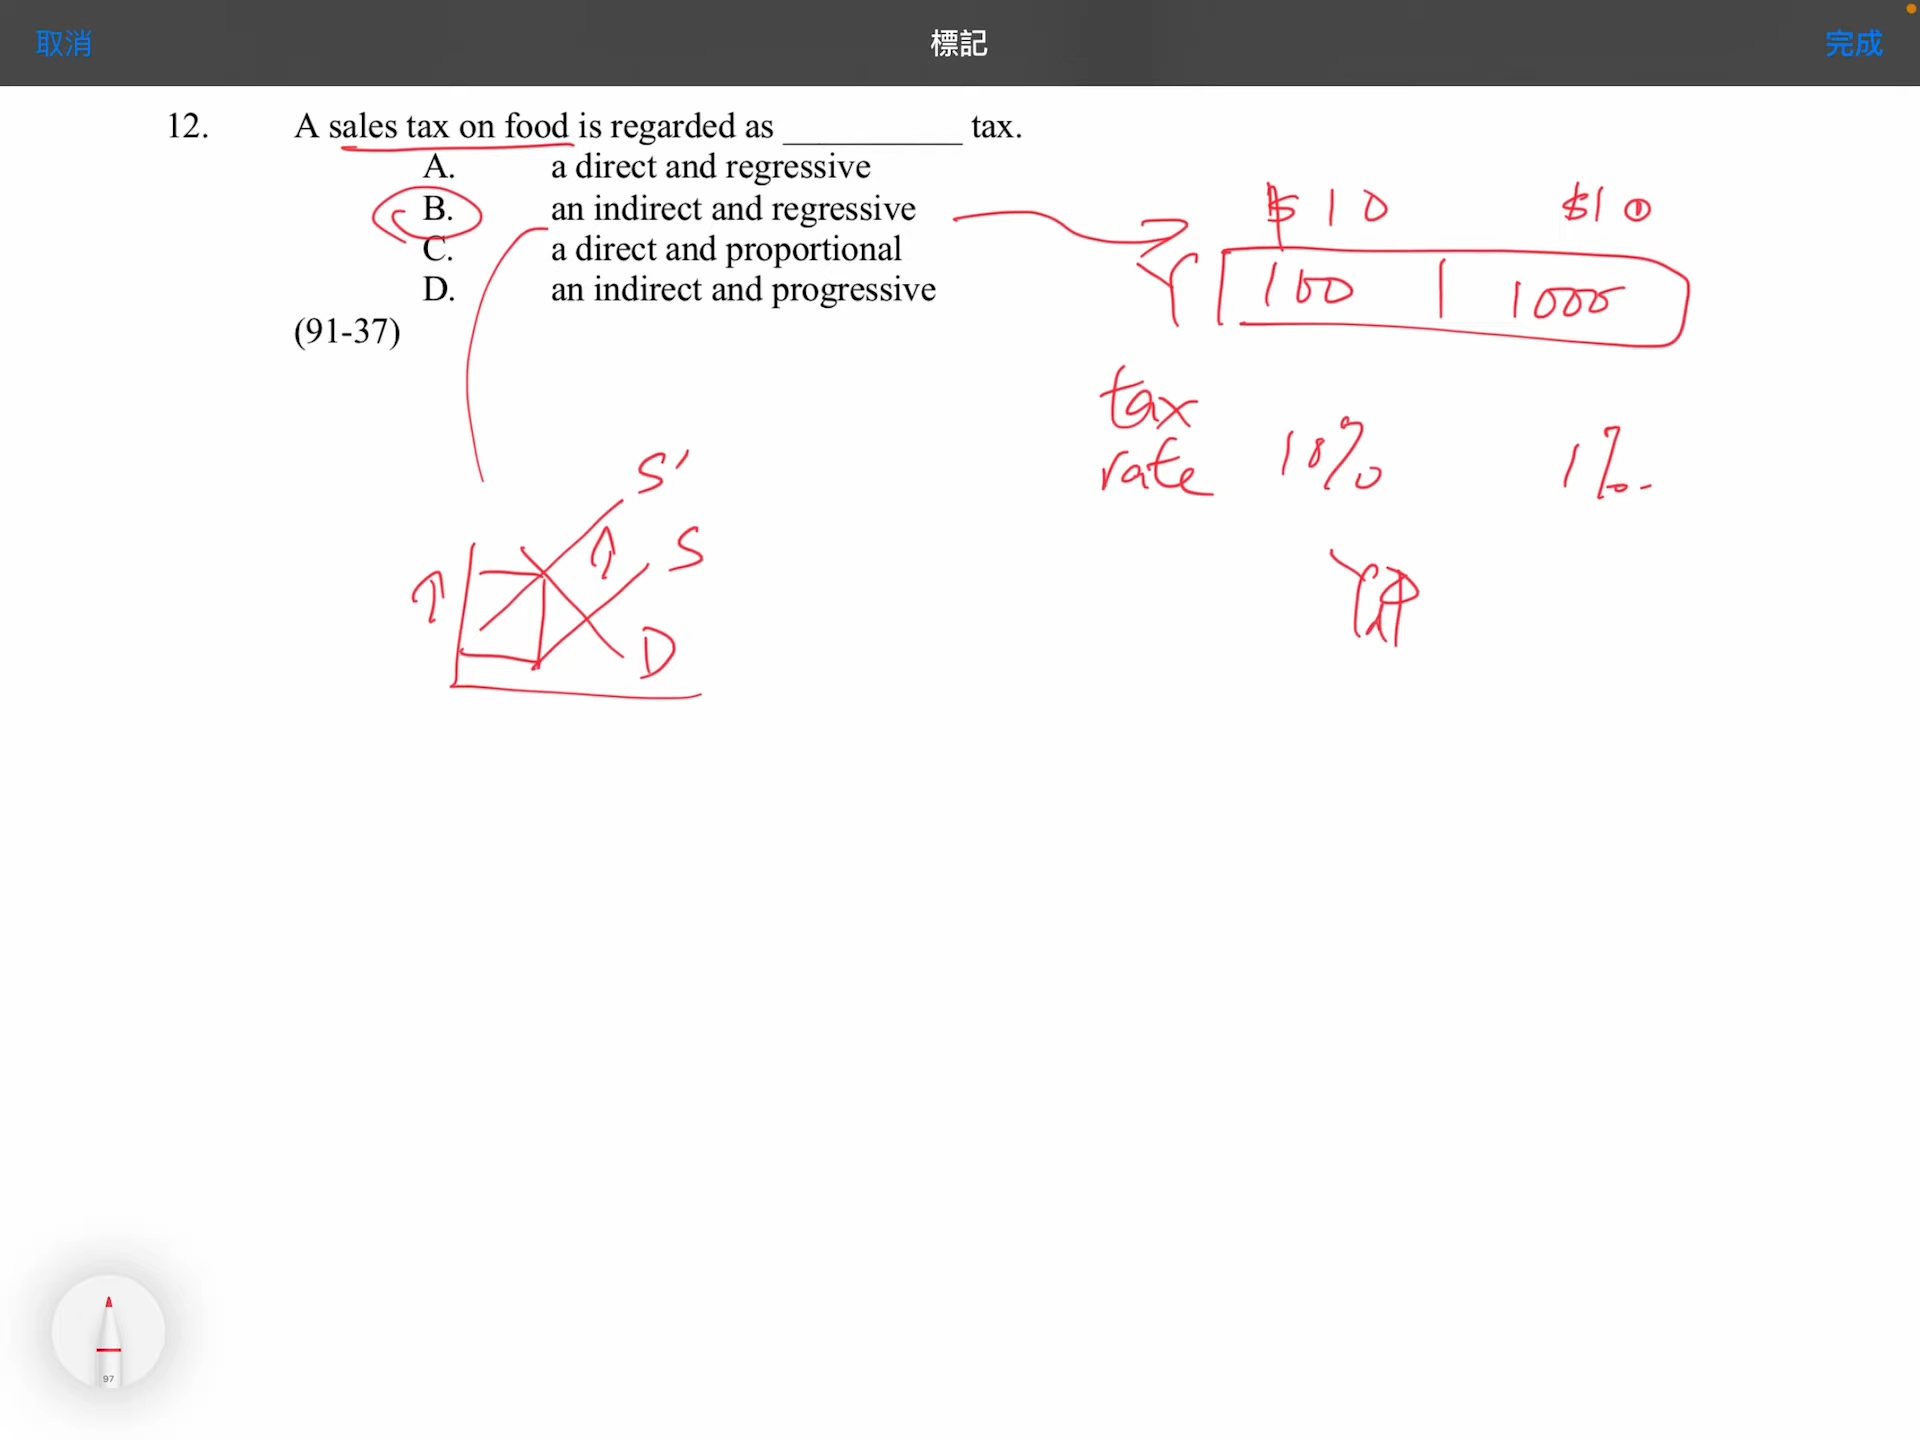 取消 標記 完成
12. A sales tax on food is regarded as __________ tax.
A. a direct and regressive
B. an indirect and regressive
C. a direct and proportional
D. an indirect and progressive
(91-37)
$10 $10
Y 100 | 1000
tax
rate 10% 1%.
S'
S
D
97